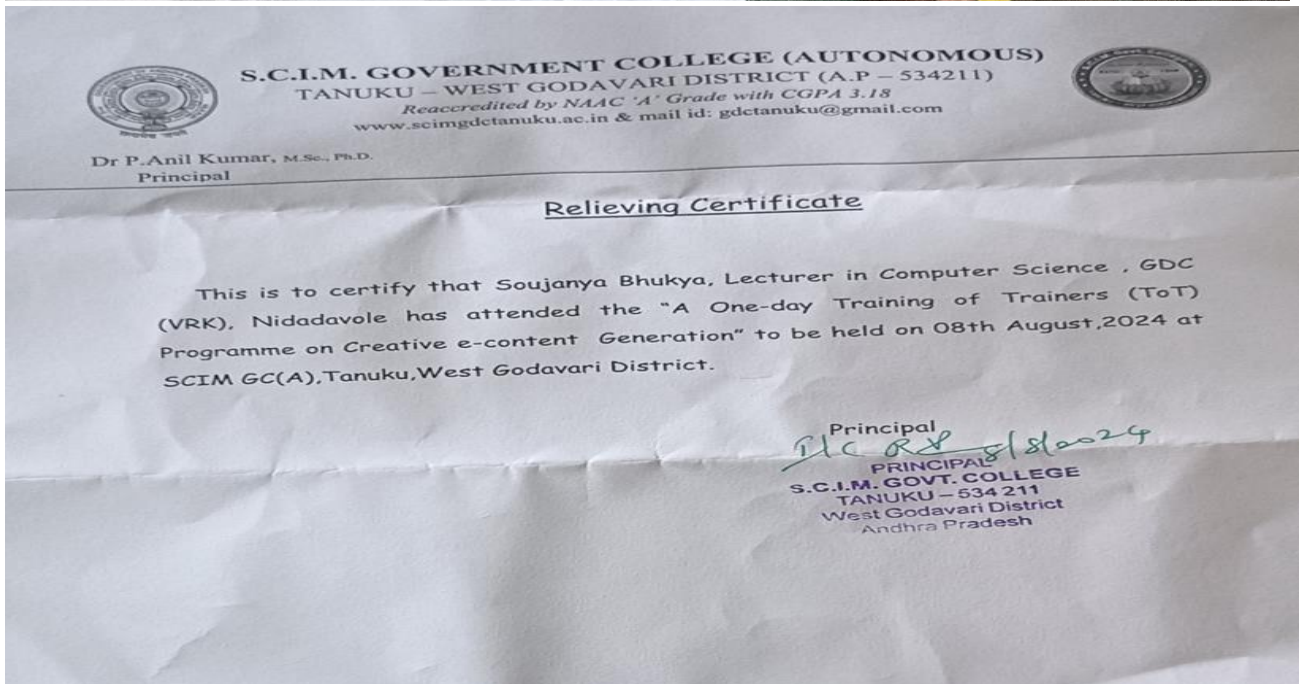 S.C.I.M. GOVERNMENT COLLEGE (AUTONOMOUS)
TANUKU – WEST GODAVARI DISTRICT (A.P – 534211)
Reaccredited by NAAC 'A' Grade with CGPA 3.18
www.scimgdctanuku.ac.in & mail id: gdctanuku@gmail.com
Dr P.Anil Kumar, M.Sc., Ph.D.
Principal
Relieving Certificate
This is to certify that Soujanya Bhukya, Lecturer in Computer Science , GDC
(VRK), Nidadavole has attended the "A One-day Training of Trainers (ToT)
Programme on Creative e-content Generation" to be held on 08th August,2024 at
SCIM GC(A),Tanuku,West Godavari District.
Principal
I/C 8/8/2024
PRINCIPAL
S.C.I.M. GOVT. COLLEGE
TANUKU – 534 211
West Godavari District
Andhra Pradesh